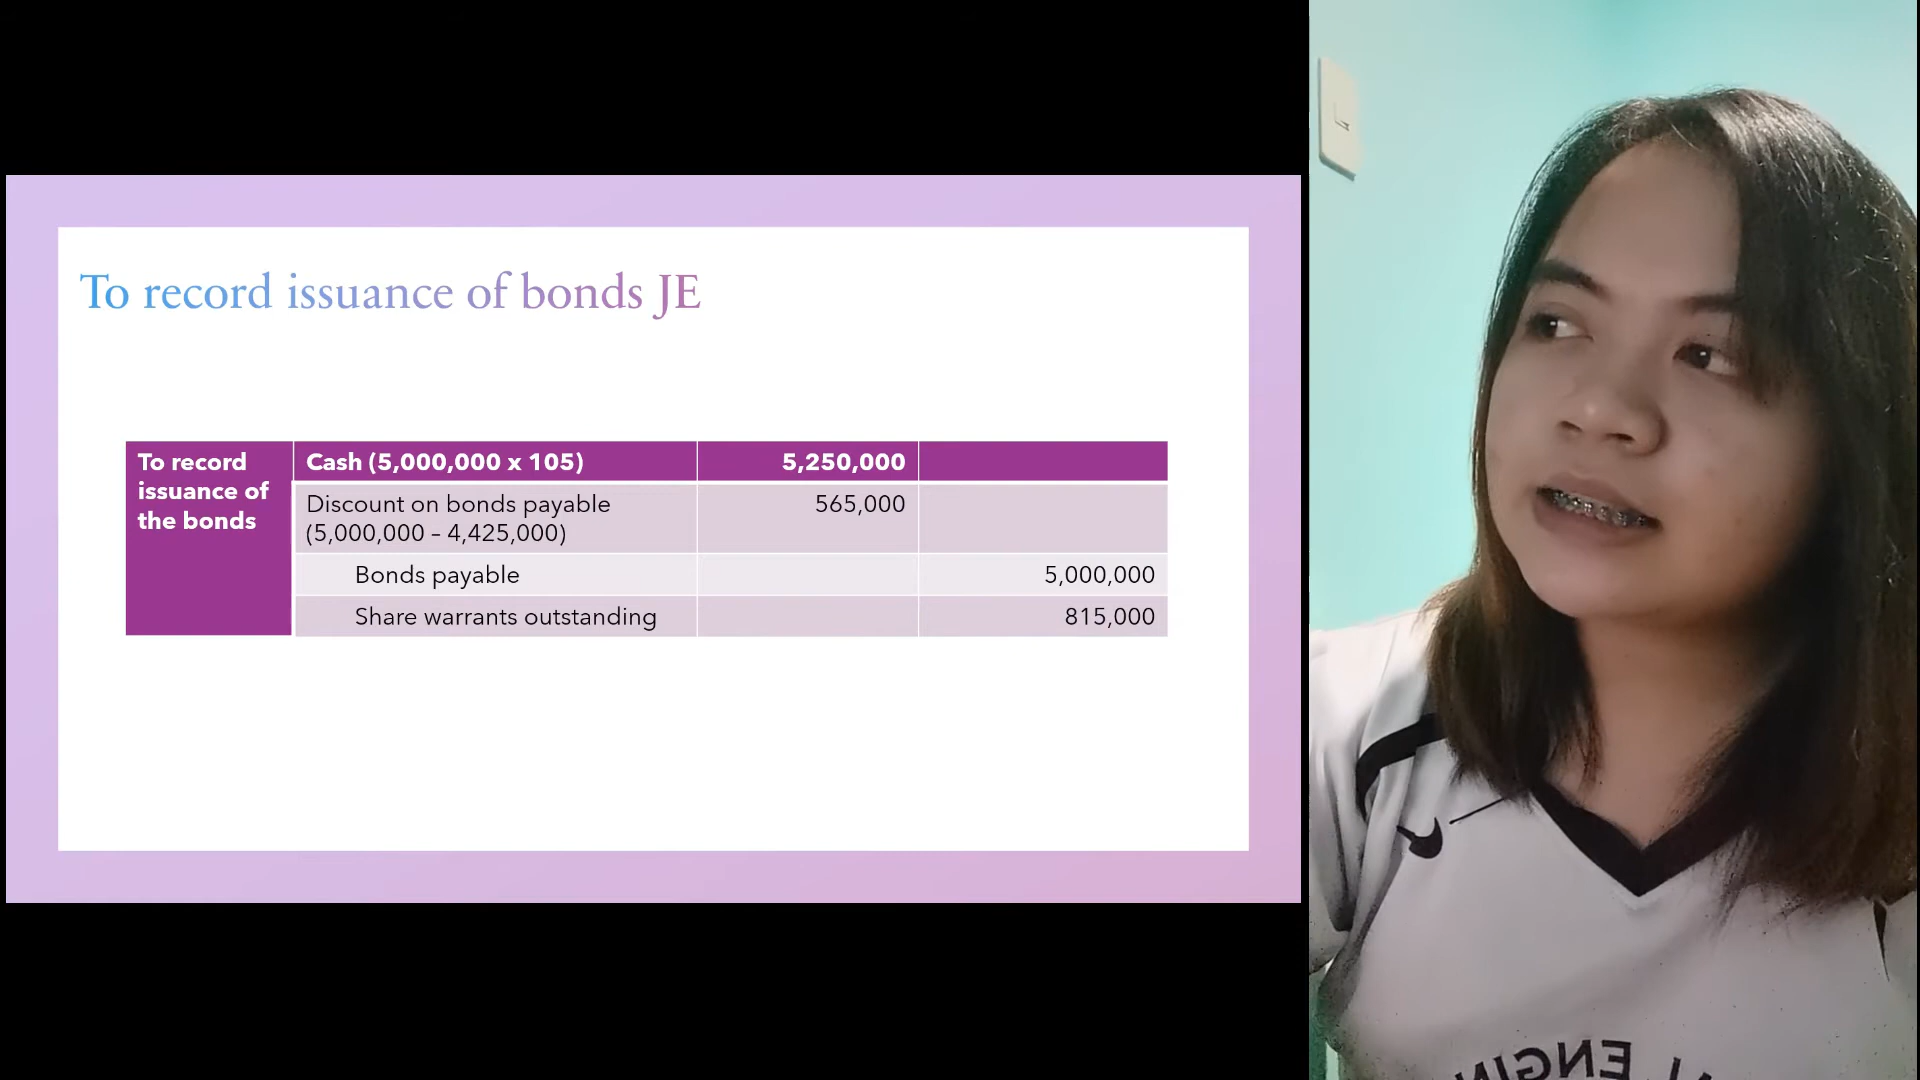 To record issuance of bonds JE
To record
issuance of
the bonds
Cash (5,000,000 x 105)
5,250,000
Discount on bonds payable
(5,000,000 – 4,425,000)
565,000
Bonds payable
5,000,000
Share warrants outstanding
815,000